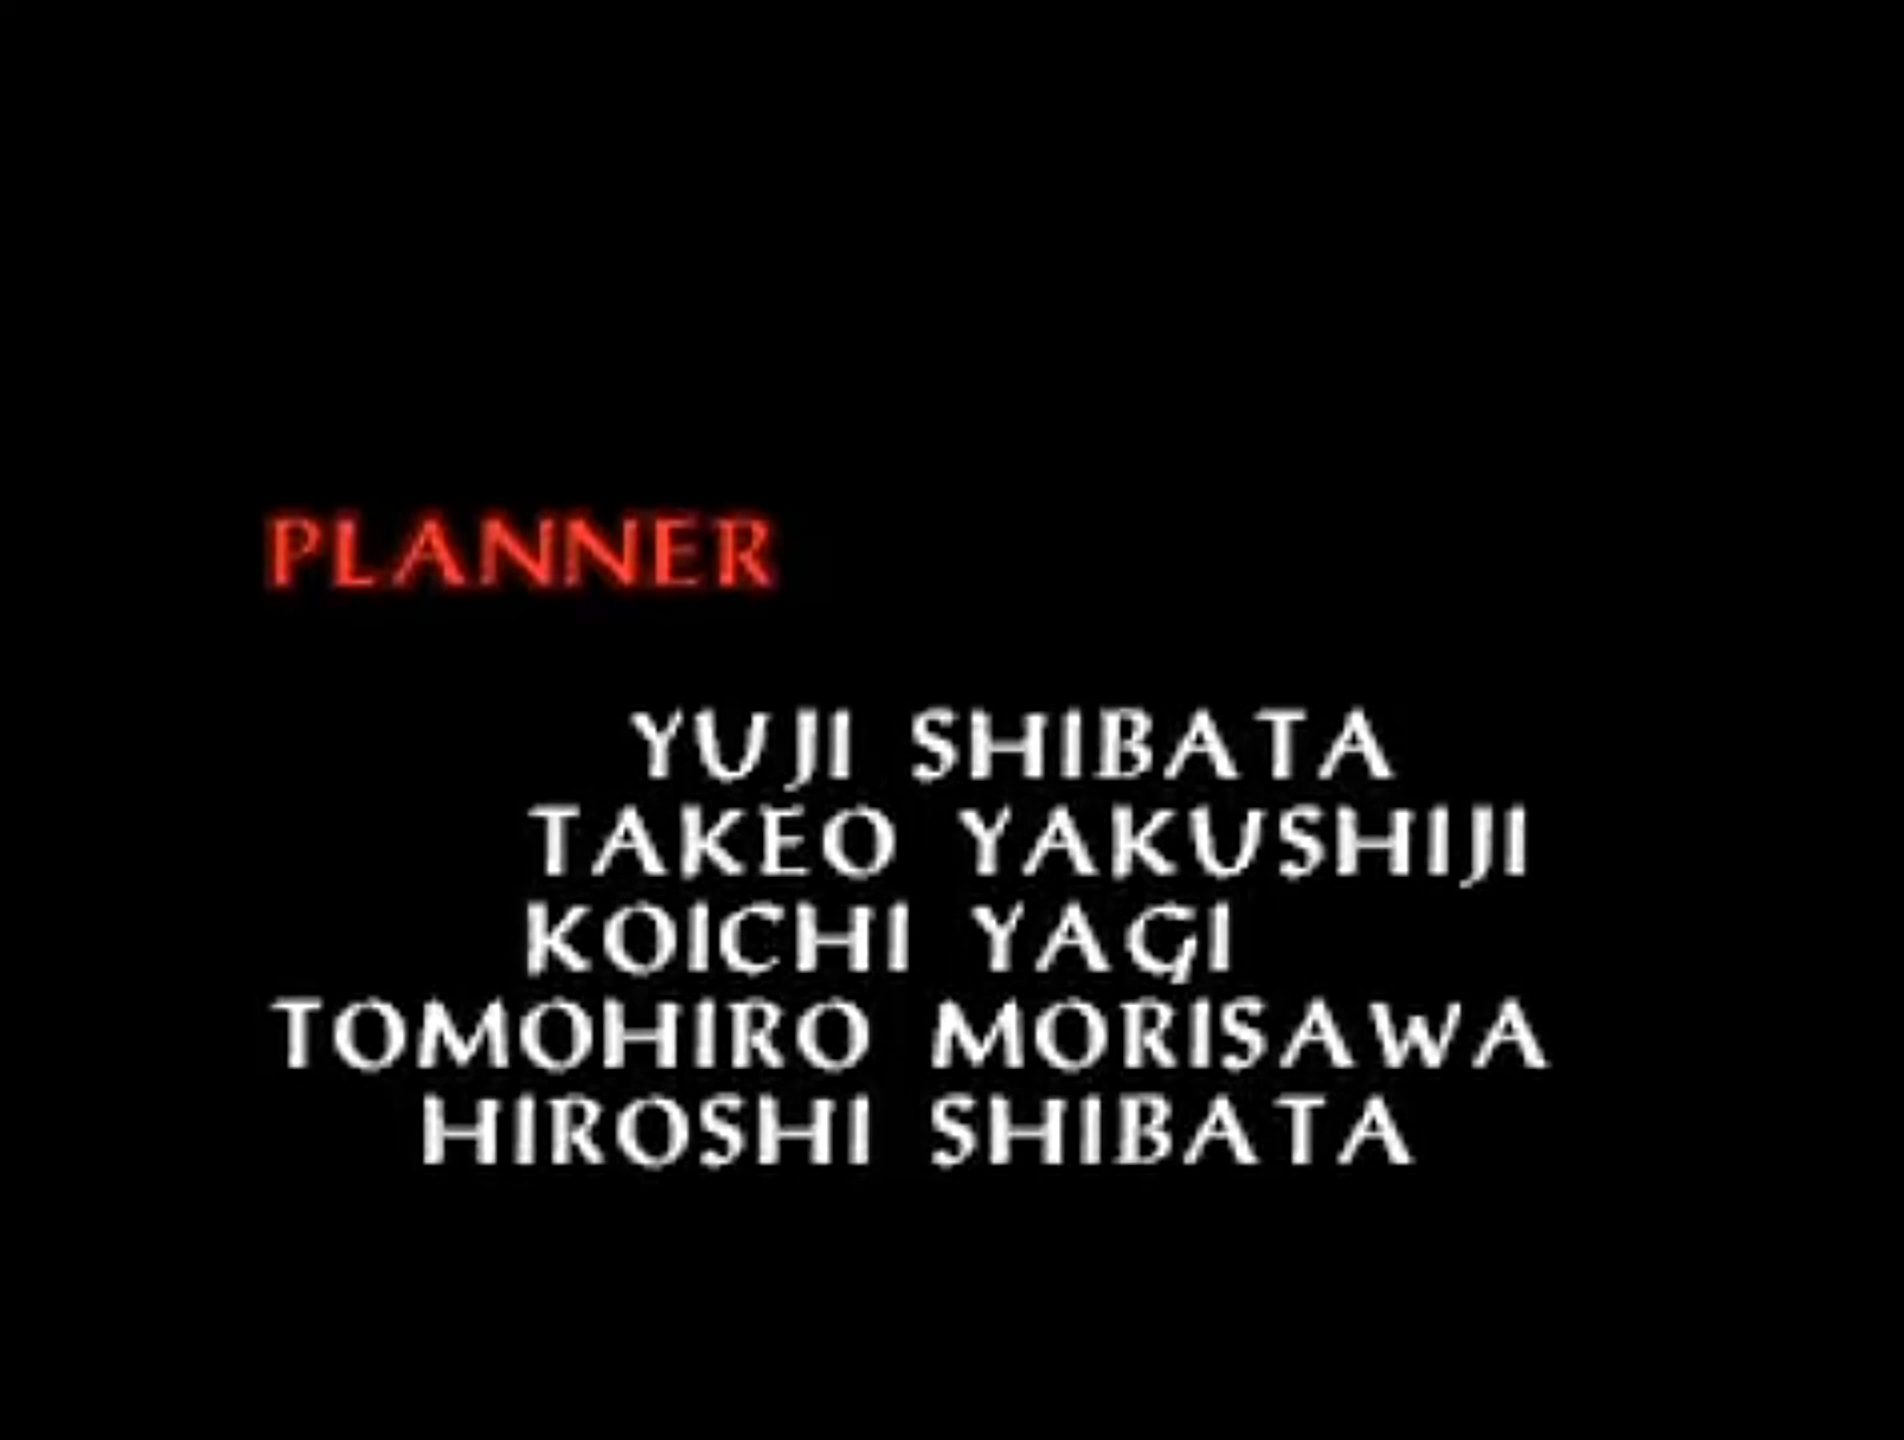 PLANNER
YUJI SHIBATA
TAKEO YAKUSHIJI
KOICHI YAGI
TOMOHIRO MORISAWA
HIROSHI SHIBATA